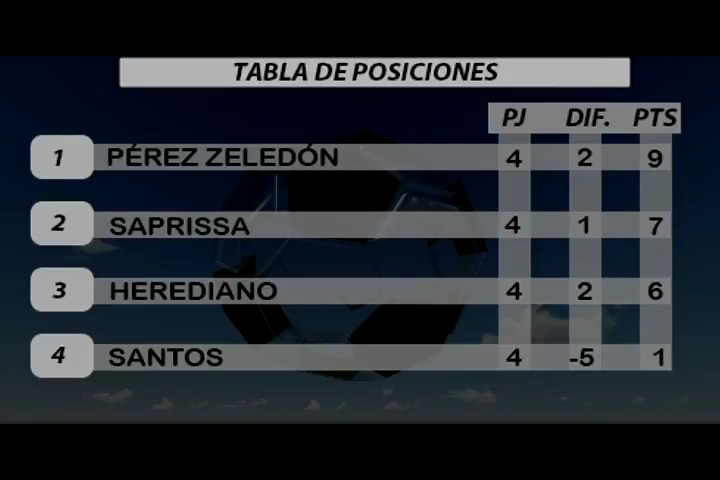 TABLA DE POSICIONES
PJ DIF. PTS
1 PÉREZ ZELEDÓN 4 2 9
2 SAPRISSA 4 1 7
3 HEREDIANO 4 2 6
4 SANTOS 4 -5 1